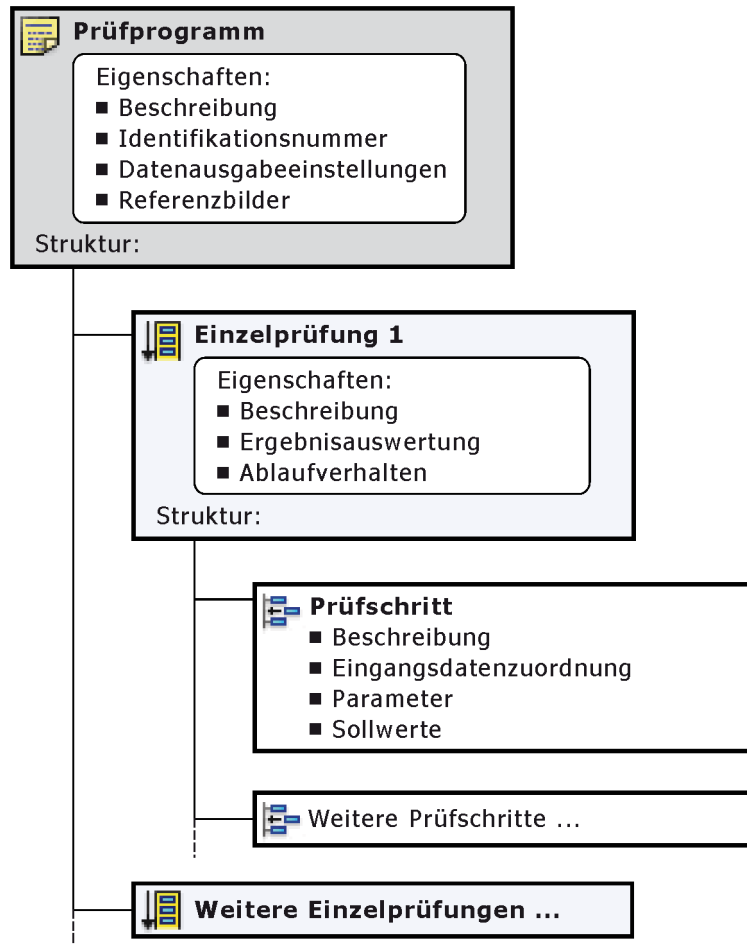 Prüfprogramm
Eigenschaften:
■ Beschreibung
■ Identifikationsnummer
■ Datenausgabeeinstellungen
■ Referenzbilder
Struktur:
Einzelprüfung 1
Eigenschaften:
■ Beschreibung
■ Ergebnisauswertung
■ Ablaufverhalten
Struktur:
Prüfschritt
■ Beschreibung
■ Eingangsdatenzuordnung
■ Parameter
■ Sollwerte
Weitere Prüfschritte ...
Weitere Einzelprüfungen ...